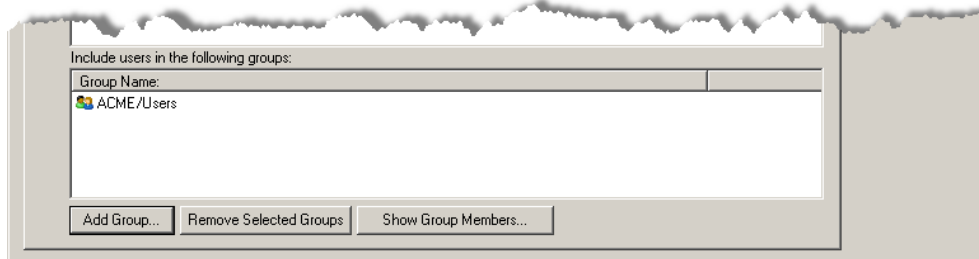 Include users in the following groups:
Group Name:
ACME/Users
Add Group... Remove Selected Groups Show Group Members...